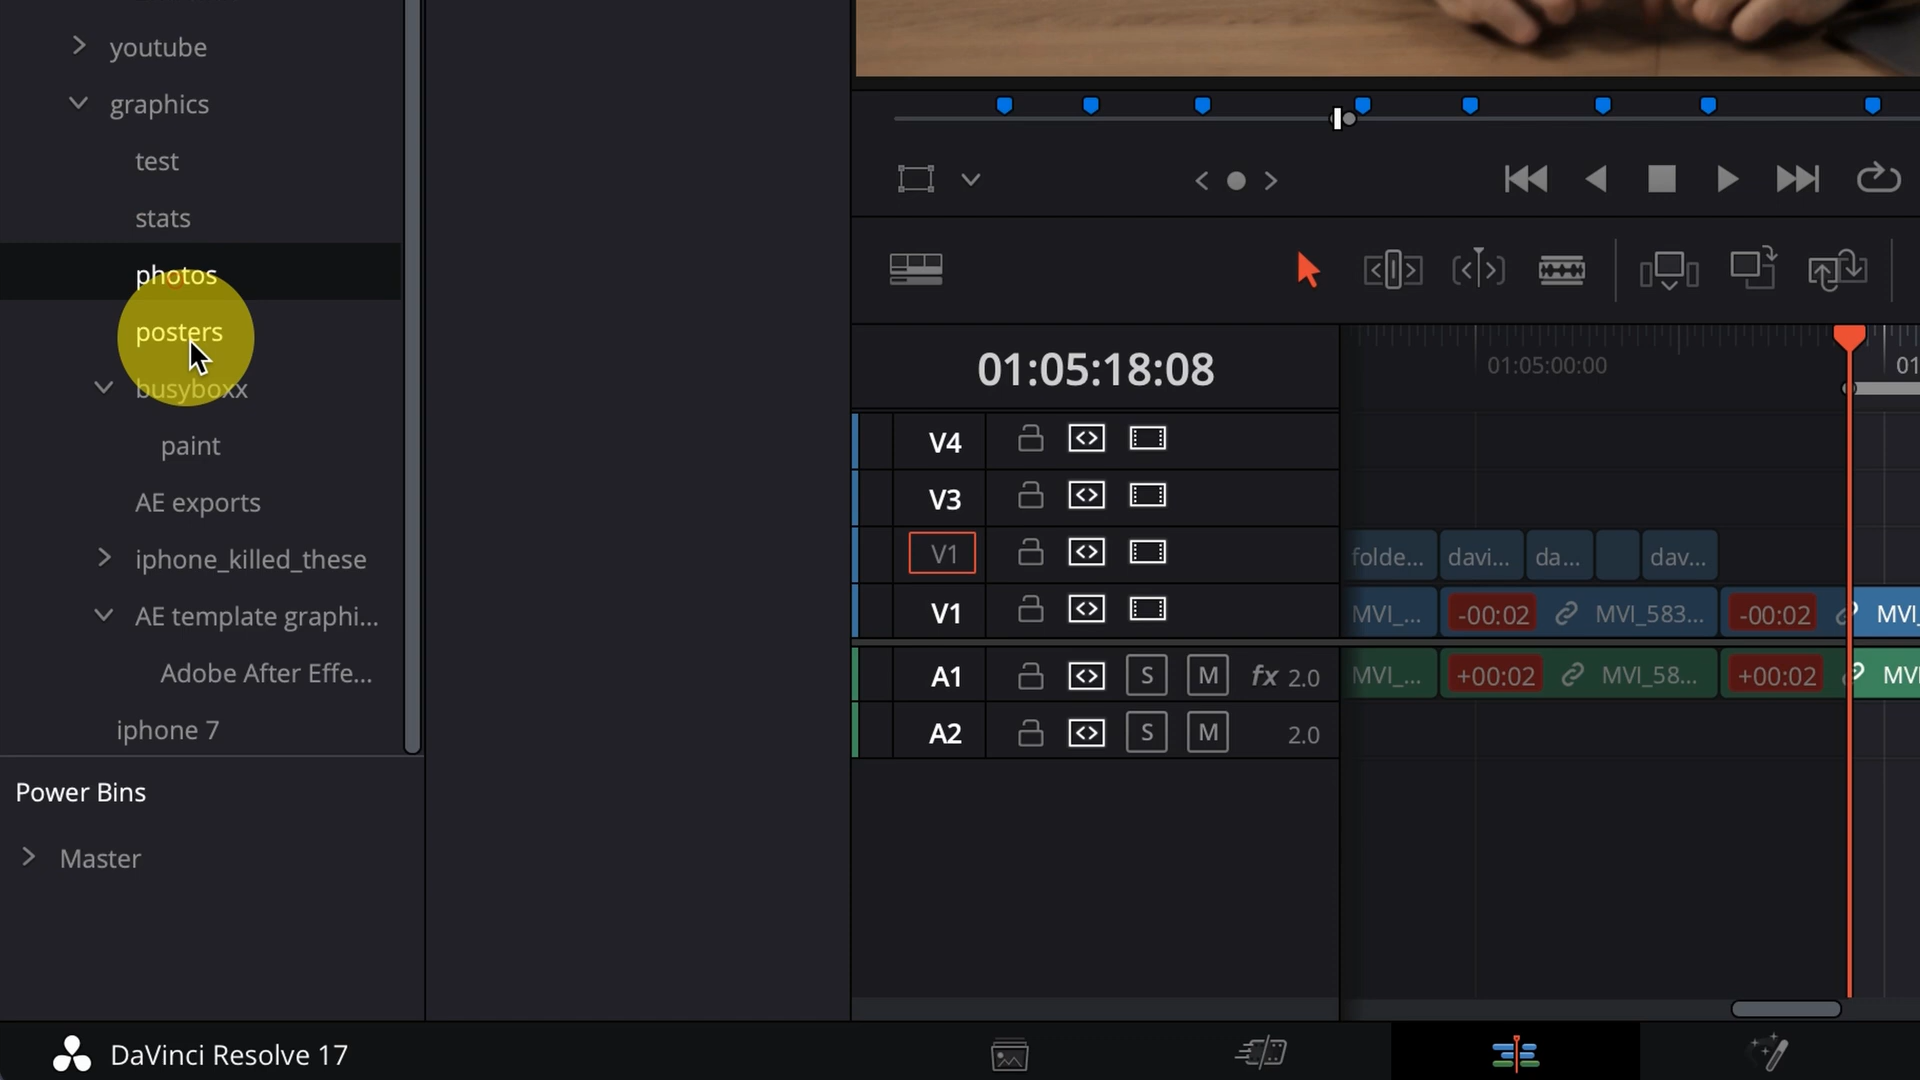 youtube
graphics
test
stats
photos
posters
busyboxx
paint
AE exports
iphone_killed_these
AE template graphi...
Adobe After Effe...
iphone 7
Power Bins
Master
01:05:18:08
01:05:00:00
01
V4
V3
V1
folde... davi... da... dav...
V1
MVI_... -00:02 MVI_583... -00:02 MVI
A1 S M fx 2.0
MVI_... +00:02 MVI_58... +00:02 MV
A2 S M 2.0
DaVinci Resolve 17